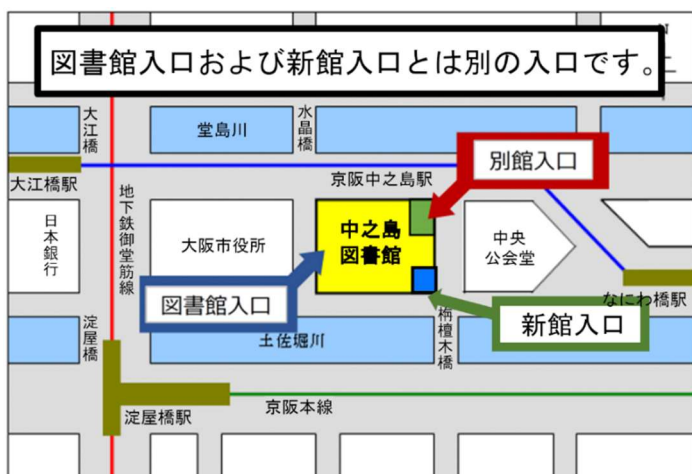 図書館入口および新館入口とは別の入口です。
N
大江橋
堂島川
水晶橋
別館入口
大江橋駅
京阪中之島駅
地下鉄御堂筋線
日本銀行
大阪市役所
中之島
図書館
中央
公会堂
図書館入口
なにわ橋駅
新館入口
淀屋橋
土佐堀川
栴檀木橋
淀屋橋駅
京阪本線